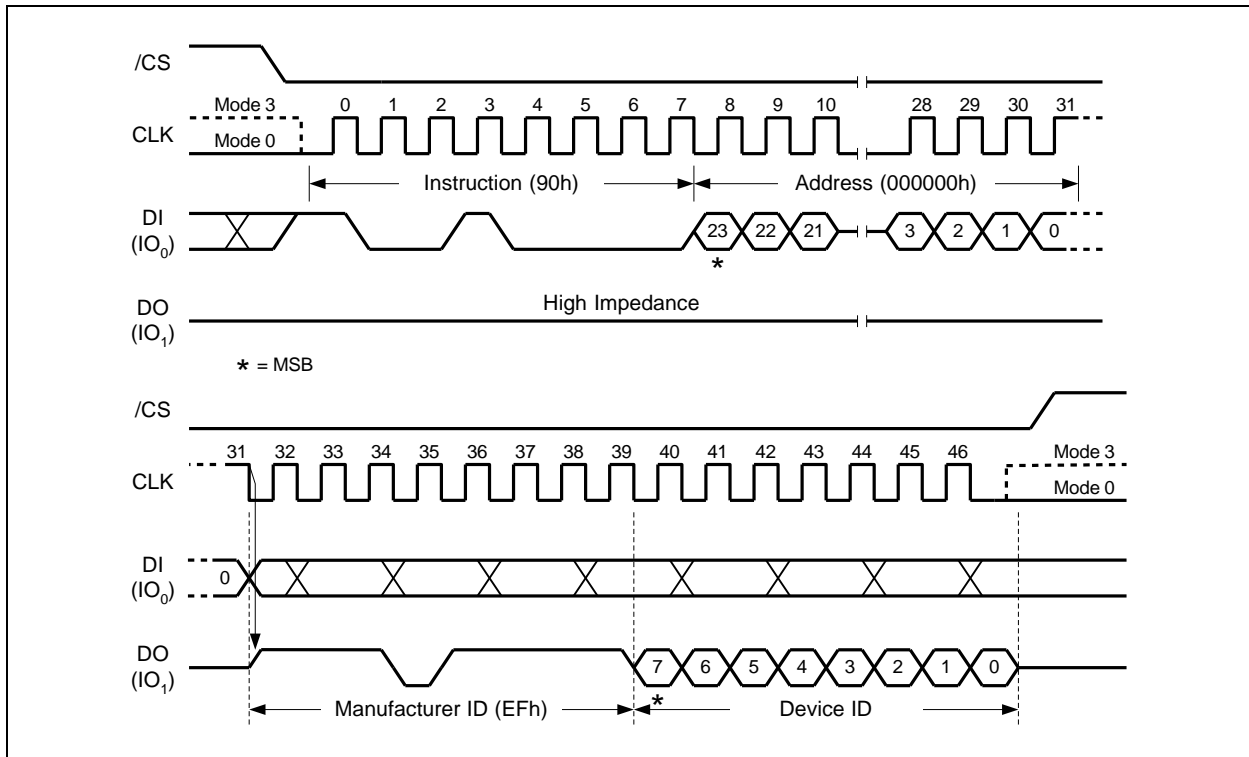 /CS
Mode 3 0 1 2 3 4 5 6 7 8 9 10 28 29 30 31
CLK
Mode 0
Instruction (90h) Address (000000h)
DI
(IO0)
23 22 21 3 2 1 0
*
DO
(IO1)
High Impedance
* = MSB
/CS
31 32 33 34 35 36 37 38 39 40 41 42 43 44 45 46 Mode 3
CLK
Mode 0
DI
(IO0)
0
DO
(IO1)
7 6 5 4 3 2 1 0
*
Manufacturer ID (EFh) Device ID